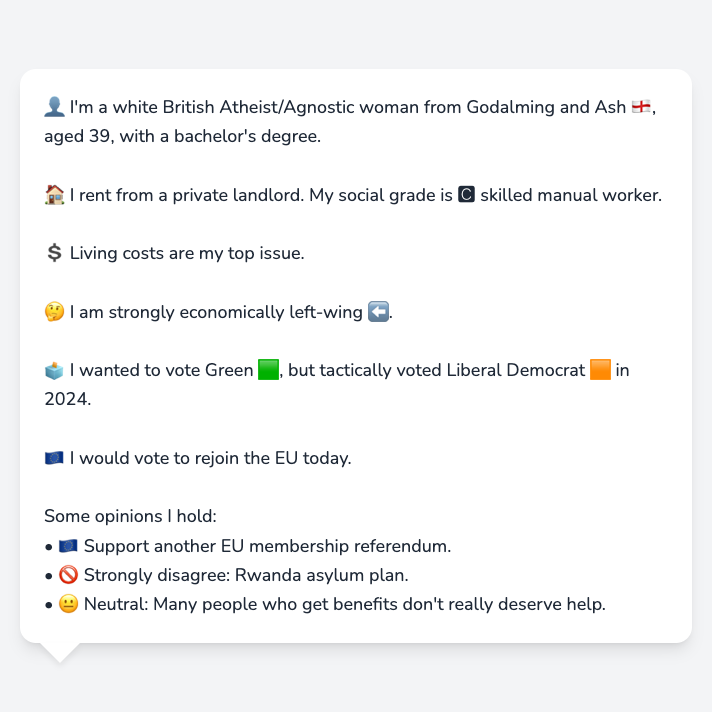 👤 I'm a white British Atheist/Agnostic woman from Godalming and Ash 🏴󠁧󠁢󠁥󠁮󠁧󠁿,
aged 39, with a bachelor's degree.
🏠 I rent from a private landlord. My social grade is 🅲 skilled manual worker.
💲 Living costs are my top issue.
🤔 I am strongly economically left-wing ⬅️.
🗳️ I wanted to vote Green 🟩, but tactically voted Liberal Democrat 🟧 in
2024.
🇪🇺 I would vote to rejoin the EU today.
Some opinions I hold:
• 🇪🇺 Support another EU membership referendum.
• 🚫 Strongly disagree: Rwanda asylum plan.
• 😐 Neutral: Many people who get benefits don't really deserve help.